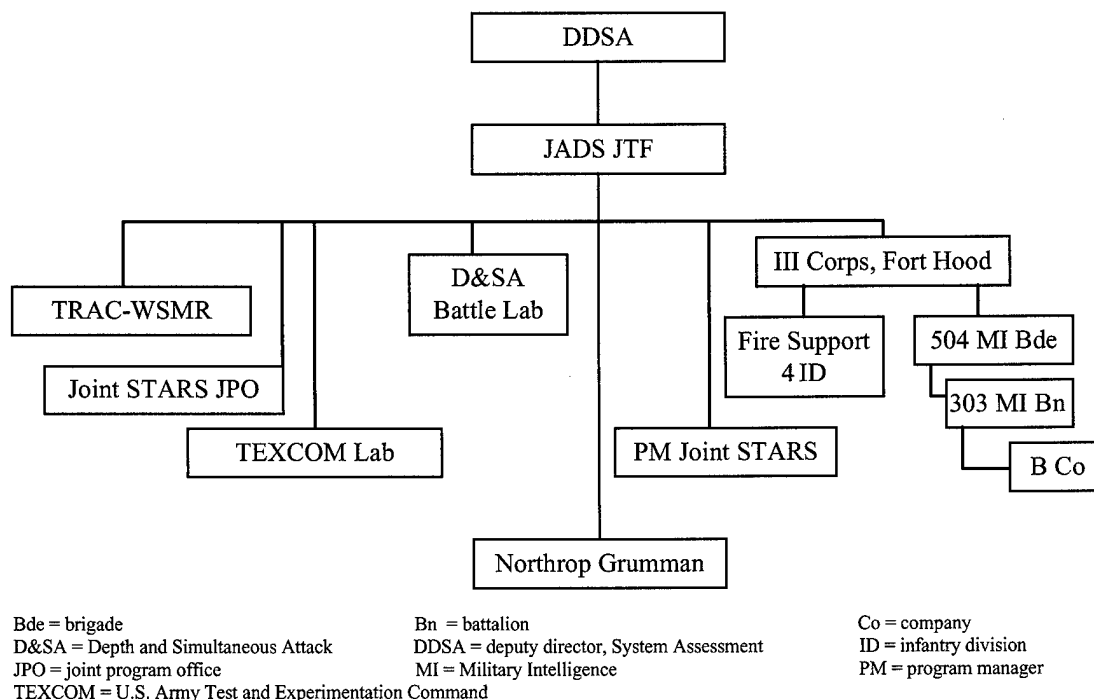 DDSA
JADS JTF
III Corps, Fort Hood
D&SA
Battle Lab
TRAC-WSMR
Fire Support
4 ID
504 MI Bde
Joint STARS JPO
303 MI Bn
TEXCOM Lab
PM Joint STARS
B Co
Northrop Grumman
Bde = brigade
Bn = battalion
Co = company
D&SA = Depth and Simultaneous Attack
DDSA = deputy director, System Assessment
ID = infantry division
JPO = joint program office
MI = Military Intelligence
PM = program manager
TEXCOM = U.S. Army Test and Experimentation Command